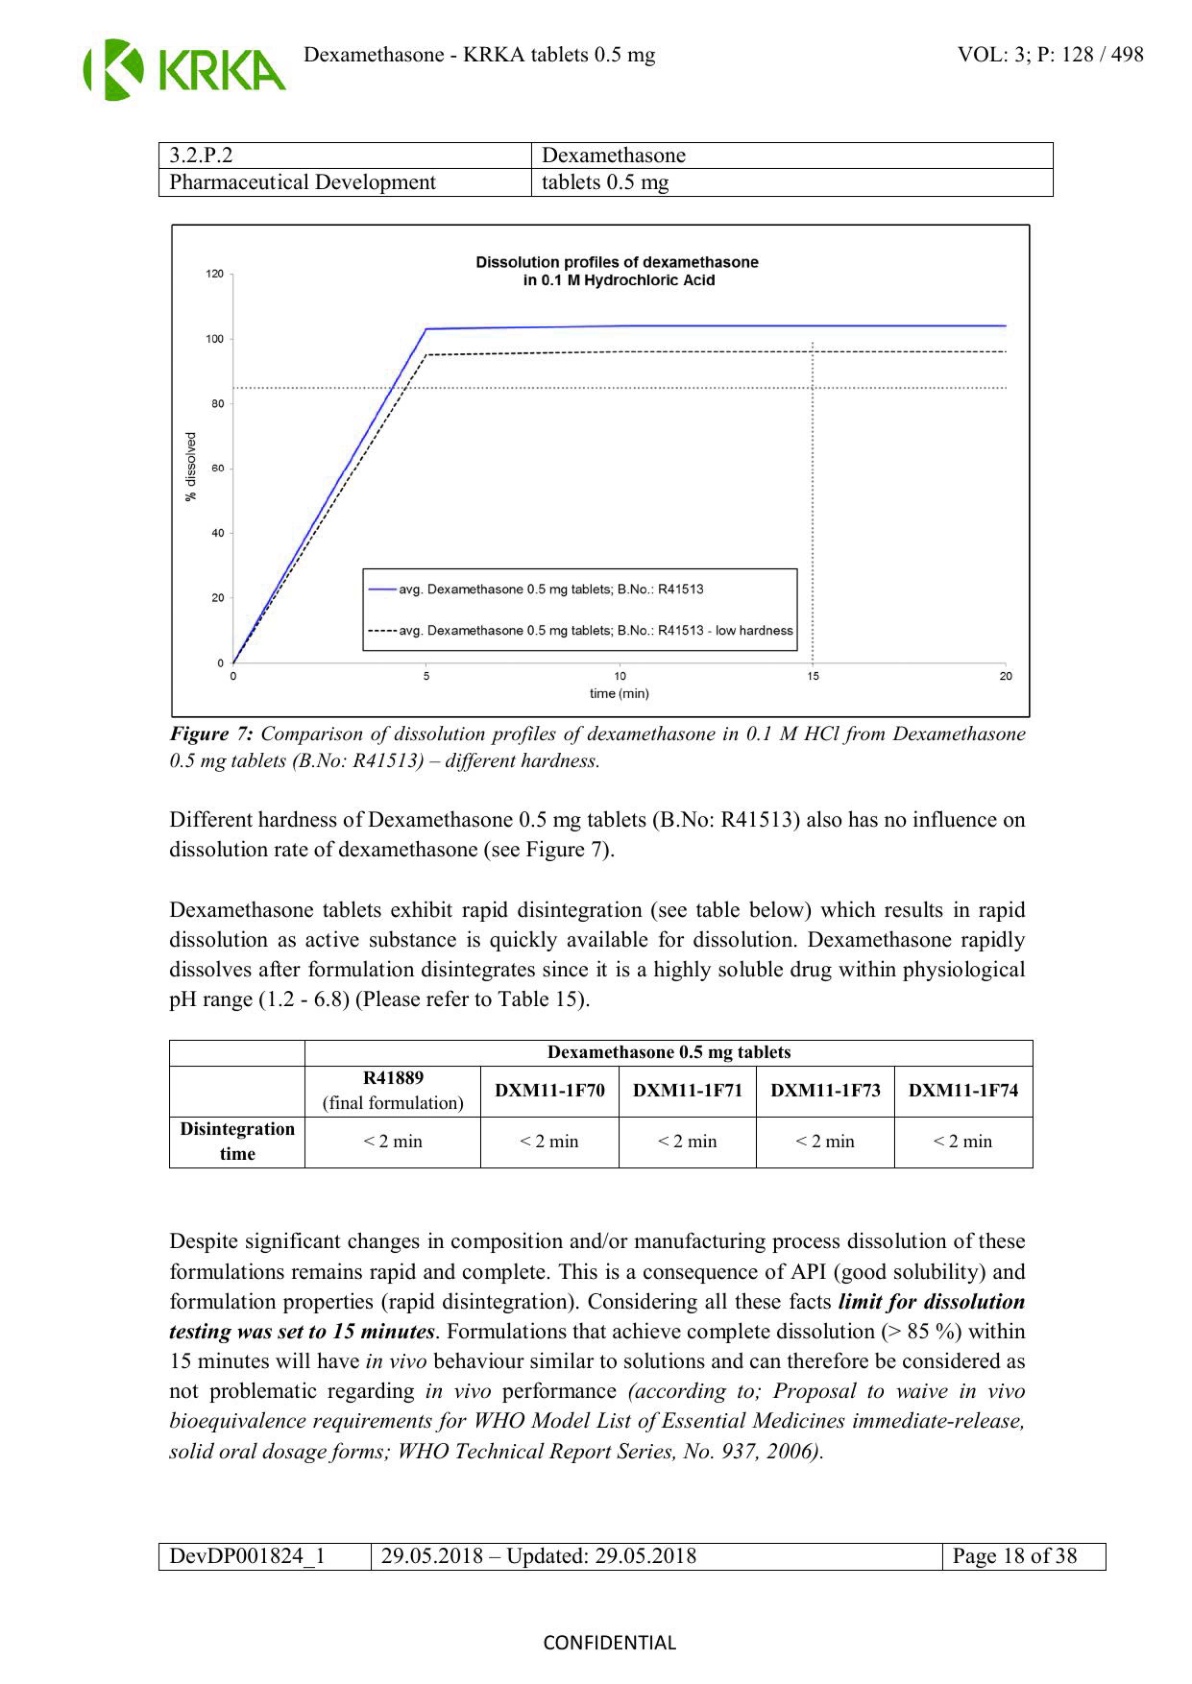 KRKA
Dexamethasone - KRKA tablets 0.5 mg
VOL: 3; P: 128 / 498
3.2.P.2
Dexamethasone
Pharmaceutical Development
tablets 0.5 mg
Dissolution profiles of dexamethasone
in 0.1 M Hydrochloric Acid
120
100
80
60
40
20
0
% dissolved
avg. Dexamethasone 0.5 mg tablets; B.No.: R41513
avg. Dexamethasone 0.5 mg tablets; B.No.: R41513 - low hardness
0
5
10
15
20
time (min)
Figure 7: Comparison of dissolution profiles of dexamethasone in 0.1 M HCl from Dexamethasone
0.5 mg tablets (B.No: R41513) – different hardness.
Different hardness of Dexamethasone 0.5 mg tablets (B.No: R41513) also has no influence on
dissolution rate of dexamethasone (see Figure 7).
Dexamethasone tablets exhibit rapid disintegration (see table below) which results in rapid
dissolution as active substance is quickly available for dissolution. Dexamethasone rapidly
dissolves after formulation disintegrates since it is a highly soluble drug within physiological
pH range (1.2 - 6.8) (Please refer to Table 15).
Dexamethasone 0.5 mg tablets
R41889
(final formulation)
DXM11-1F70
DXM11-1F71
DXM11-1F73
DXM11-1F74
Disintegration
time
< 2 min
< 2 min
< 2 min
< 2 min
< 2 min
Despite significant changes in composition and/or manufacturing process dissolution of these
formulations remains rapid and complete. This is a consequence of API (good solubility) and
formulation properties (rapid disintegration). Considering all these facts limit for dissolution
testing was set to 15 minutes. Formulations that achieve complete dissolution (> 85 %) within
15 minutes will have in vivo behaviour similar to solutions and can therefore be considered as
not problematic regarding in vivo performance (according to; Proposal to waive in vivo
bioequivalence requirements for WHO Model List of Essential Medicines immediate-release,
solid oral dosage forms; WHO Technical Report Series, No. 937, 2006).
DevDP001824_1
29.05.2018 – Updated: 29.05.2018
Page 18 of 38
CONFIDENTIAL